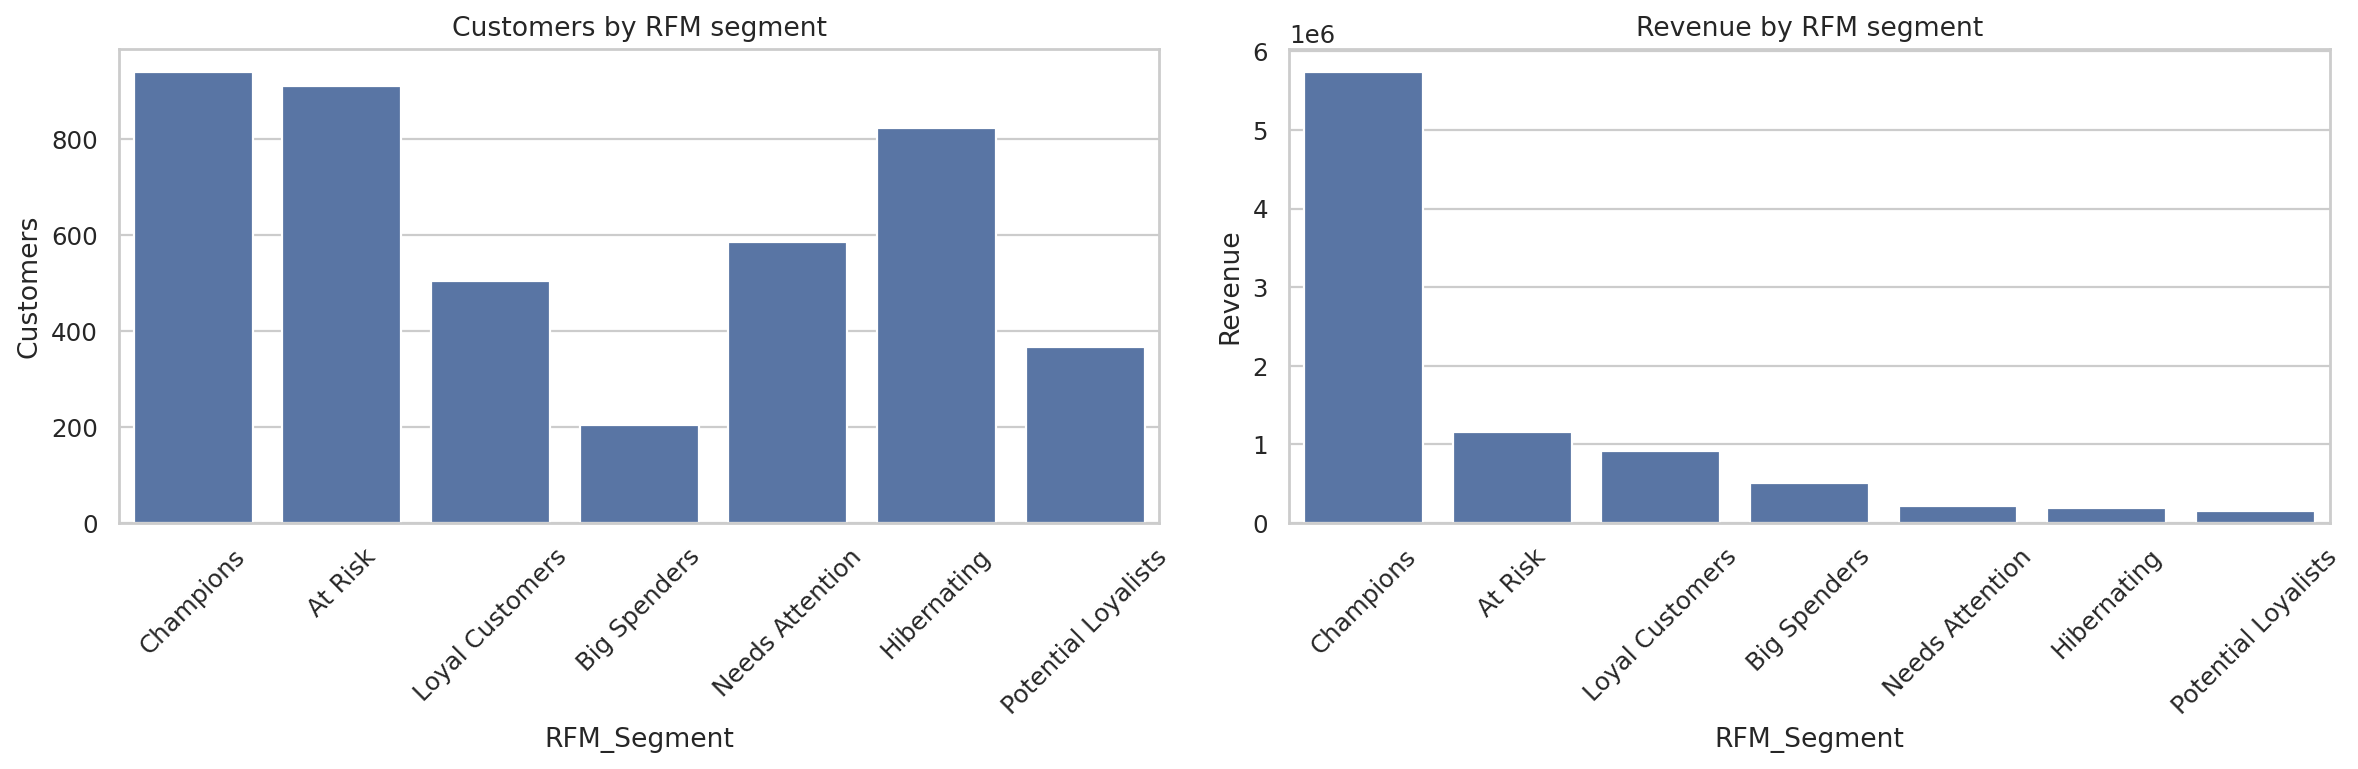 Customers by RFM segment
Customers
800
600
400
200
0
Champions
At Risk
Loyal Customers
Big Spenders
Needs Attention
Hibernating
Potential Loyalists
RFM_Segment
Revenue by RFM segment
1e6
Revenue
6
5
4
3
2
1
0
Champions
At Risk
Loyal Customers
Big Spenders
Needs Attention
Hibernating
Potential Loyalists
RFM_Segment